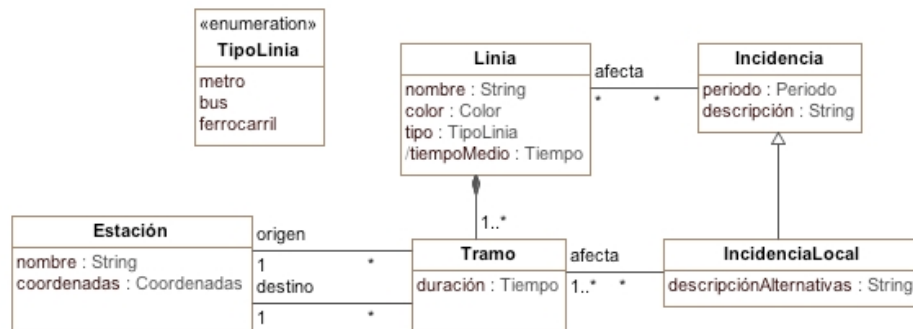 «enumeration»
TipoLinia
metro
bus
ferrocarril
Linia
nombre : String
color : Color
tipo : TipoLinia
/tiempoMedio : Tiempo
afecta
* *
Incidencia
periodo : Periodo
descripción : String
1..*
Estación
nombre : String
coordenadas : Coordenadas
origen
1 *
destino
1 *
Tramo
duración : Tiempo
afecta
1..* *
IncidenciaLocal
descripciónAlternativas : String